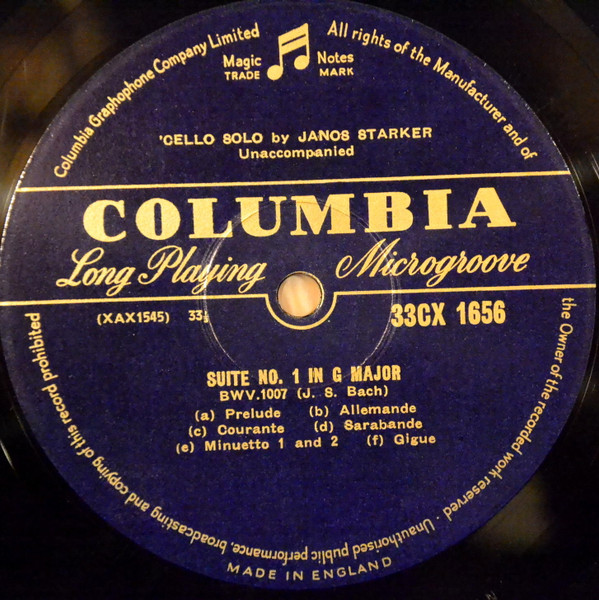 Columbia Graphophone Company Limited
All rights of the Manufacturer and of
the Owner of the recorded work reserved · Unauthorised public performance, broadcasting and copying of this record prohibited
Magic Notes
TRADE MARK
'CELLO SOLO by JANOS STARKER
Unaccompanied
COLUMBIA
Long Playing Microgroove
(XAX1545) 33⅓ 33CX 1656
SUITE NO. 1 IN G MAJOR
BWV.1007 (J. S. Bach)
(a) Prelude (b) Allemande
(c) Courante (d) Sarabande
(e) Minuetto 1 and 2 (f) Gigue
MADE IN ENGLAND